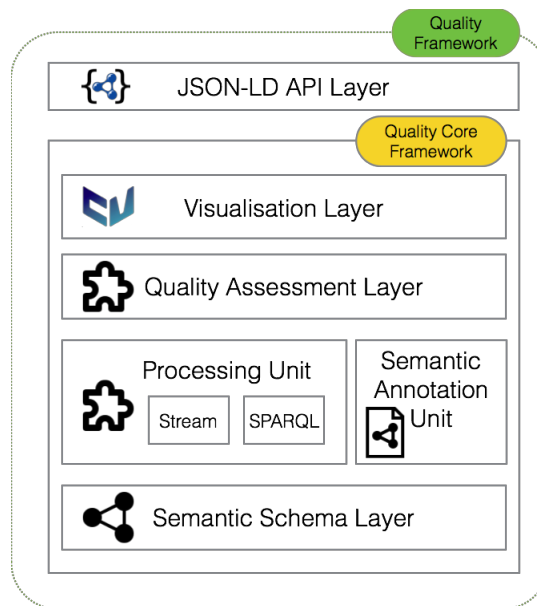 Quality
Framework
JSON-LD API Layer
Quality Core
Framework
Visualisation Layer
Quality Assessment Layer
Processing Unit
Stream
SPARQL
Semantic
Annotation
Unit
Semantic Schema Layer